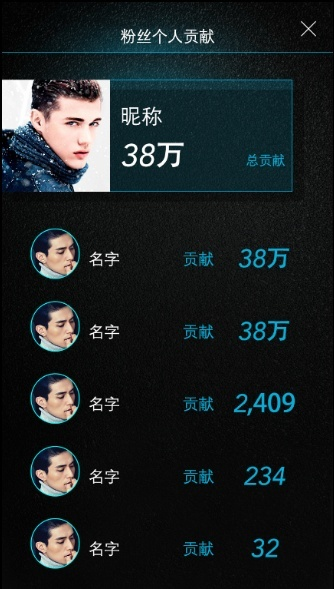 粉丝个人贡献
昵称
38万 总贡献
名字 贡献 38万
名字 贡献 38万
名字 贡献 2,409
名字 贡献 234
名字 贡献 32